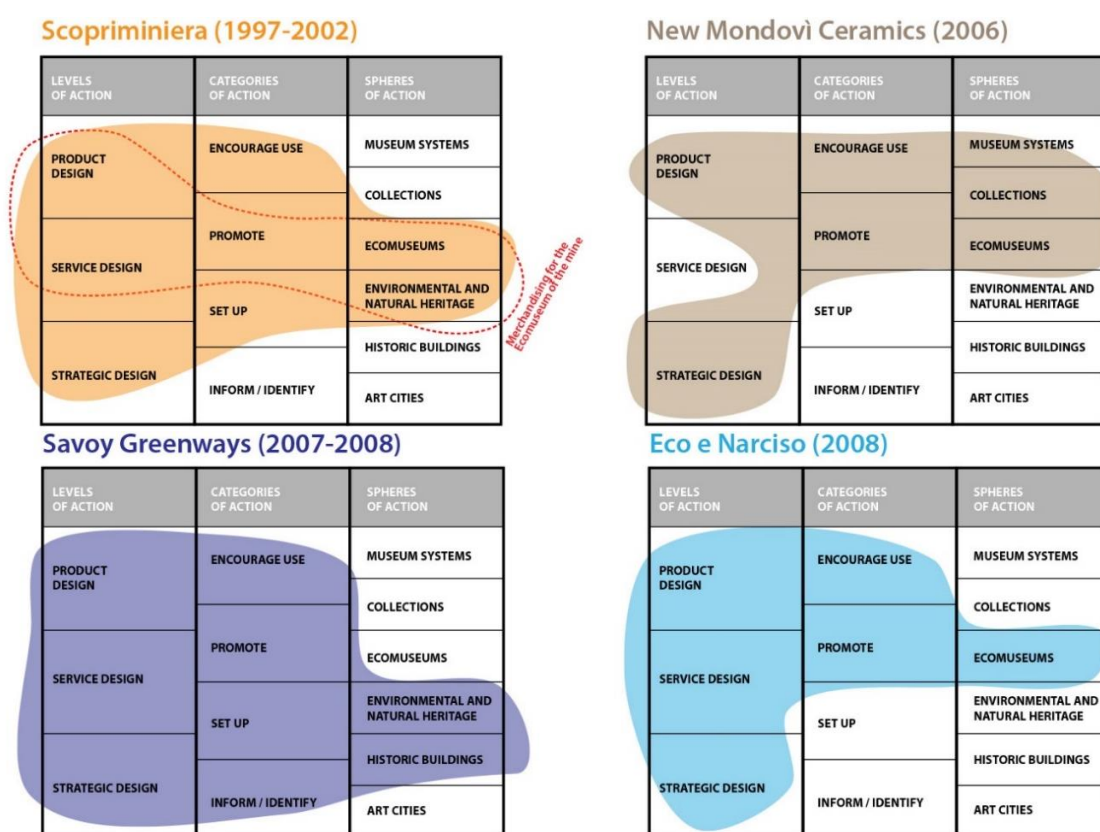 Scopriminiera (1997-2002)
LEVELS
OF ACTION
CATEGORIES
OF ACTION
SPHERES
OF ACTION
PRODUCT
DESIGN
SERVICE DESIGN
STRATEGIC DESIGN
ENCOURAGE USE
PROMOTE
SET UP
INFORM / IDENTIFY
MUSEUM SYSTEMS
COLLECTIONS
ECOMUSEUMS
ENVIRONMENTAL AND
NATURAL HERITAGE
HISTORIC BUILDINGS
ART CITIES
Merchandising for the
Ecomuseum of the mine
New Mondovì Ceramics (2006)
LEVELS
OF ACTION
CATEGORIES
OF ACTION
SPHERES
OF ACTION
PRODUCT
DESIGN
SERVICE DESIGN
STRATEGIC DESIGN
ENCOURAGE USE
PROMOTE
SET UP
INFORM / IDENTIFY
MUSEUM SYSTEMS
COLLECTIONS
ECOMUSEUMS
ENVIRONMENTAL AND
NATURAL HERITAGE
HISTORIC BUILDINGS
ART CITIES
Savoy Greenways (2007-2008)
LEVELS
OF ACTION
CATEGORIES
OF ACTION
SPHERES
OF ACTION
PRODUCT
DESIGN
SERVICE DESIGN
STRATEGIC DESIGN
ENCOURAGE USE
PROMOTE
SET UP
INFORM / IDENTIFY
MUSEUM SYSTEMS
COLLECTIONS
ECOMUSEUMS
ENVIRONMENTAL AND
NATURAL HERITAGE
HISTORIC BUILDINGS
ART CITIES
Eco e Narciso (2008)
LEVELS
OF ACTION
CATEGORIES
OF ACTION
SPHERES
OF ACTION
PRODUCT
DESIGN
SERVICE DESIGN
STRATEGIC DESIGN
ENCOURAGE USE
PROMOTE
SET UP
INFORM / IDENTIFY
MUSEUM SYSTEMS
COLLECTIONS
ECOMUSEUMS
ENVIRONMENTAL AND
NATURAL HERITAGE
HISTORIC BUILDINGS
ART CITIES